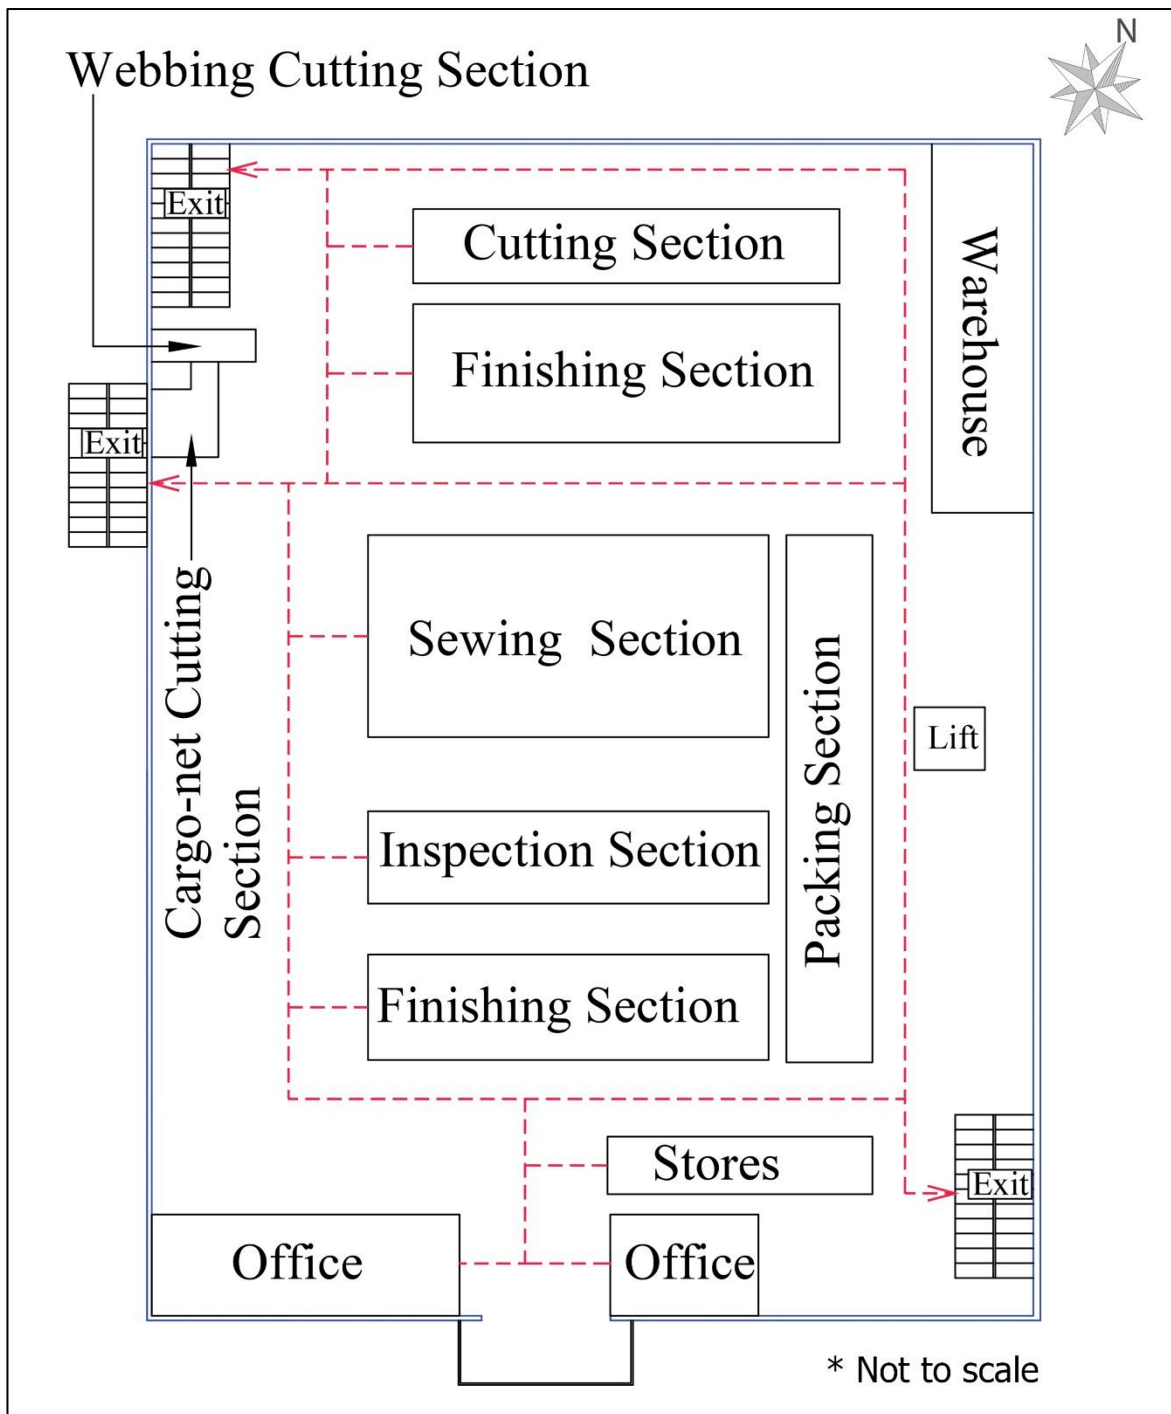 N
Webbing Cutting Section
Exit
Cutting Section
Warehouse
Finishing Section
Exit
Cargo-net Cutting
Section
Sewing Section
Packing Section
Lift
Inspection Section
Finishing Section
Stores
Exit
Office
Office
* Not to scale